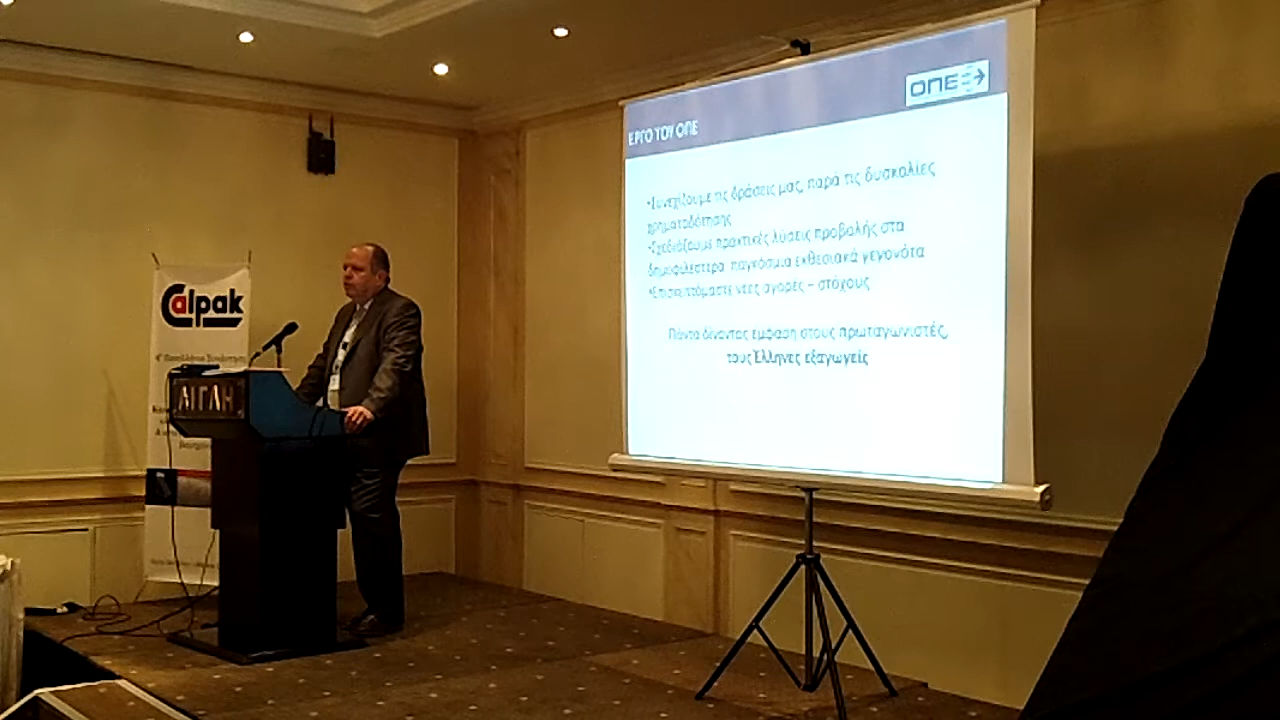 Calpak
ΑΙΓΛΗ
ΟΠΕ
ΕΡΓΟ ΤΟΥ ΟΠΕ
•Συνεχίζουμε τις δράσεις μας, παρά τις δυσκολίες
χρηματοδότησης
•Σχεδιάζουμε πρακτικές λύσεις προβολής στα
δημοφιλέστερα παγκόσμια εκθεσιακά γεγονότα
•Επισκεπτόμαστε νέες αγορές – στόχους
Πάντα δίνοντας έμφαση στους πρωταγωνιστές,
τους Έλληνες εξαγωγείς